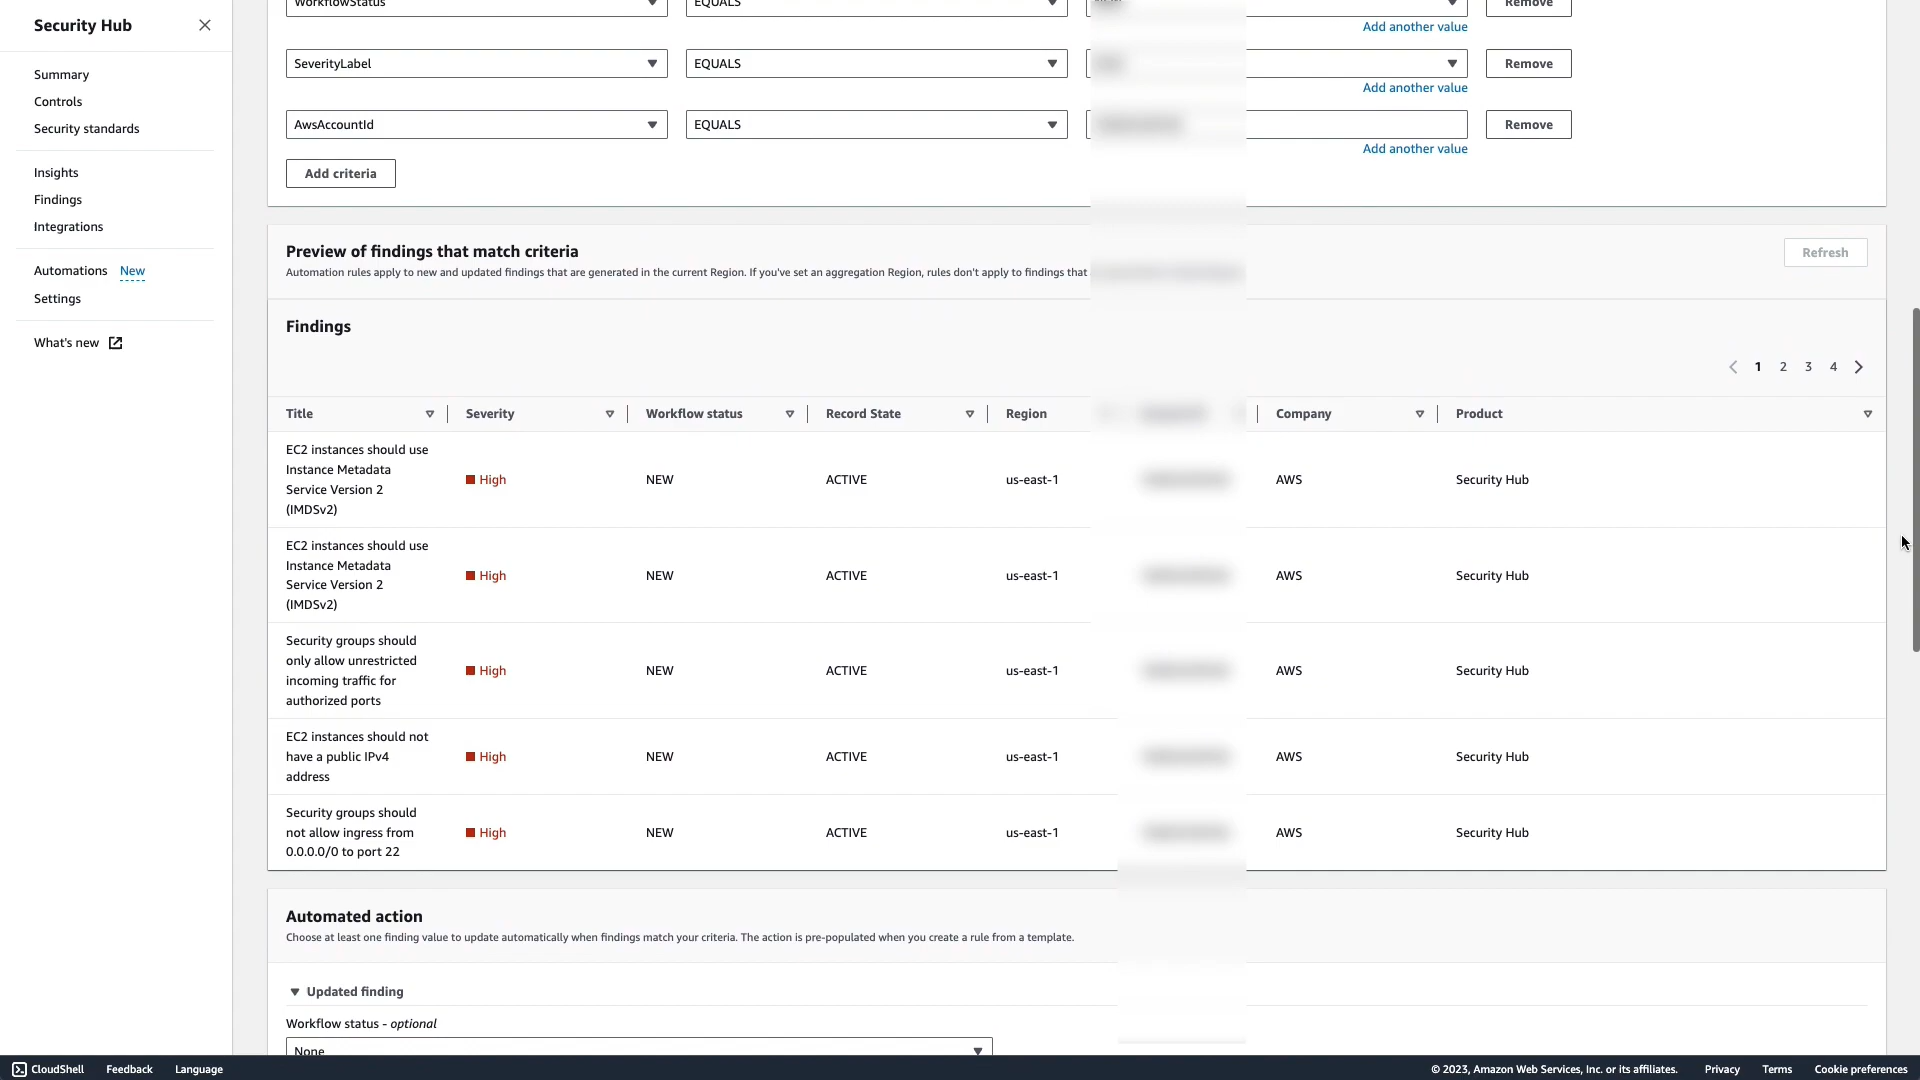 Security Hub
Summary
Controls
Security standards
Insights
Findings
Integrations
Automations New
Settings
What's new
WorkflowStatus EQUALS Remove
Add another value
SeverityLabel EQUALS Remove
Add another value
AwsAccountId EQUALS Remove
Add another value
Add criteria
Preview of findings that match criteria
Refresh
Automation rules apply to new and updated findings that are generated in the current Region. If you've set an aggregation Region, rules don't apply to findings that
Findings
1 2 3 4
Title Severity Workflow status Record State Region Company Product
EC2 instances should use
Instance Metadata
Service Version 2
(IMDSv2)
High NEW ACTIVE us-east-1 AWS Security Hub
EC2 instances should use
Instance Metadata
Service Version 2
(IMDSv2)
High NEW ACTIVE us-east-1 AWS Security Hub
Security groups should
only allow unrestricted
incoming traffic for
authorized ports
High NEW ACTIVE us-east-1 AWS Security Hub
EC2 instances should not
have a public IPv4
address
High NEW ACTIVE us-east-1 AWS Security Hub
Security groups should
not allow ingress from
0.0.0.0/0 to port 22
High NEW ACTIVE us-east-1 AWS Security Hub
Automated action
Choose at least one finding value to update automatically when findings match your criteria. The action is pre-populated when you create a rule from a template.
Updated finding
Workflow status - optional
None
CloudShell Feedback Language © 2023, Amazon Web Services, Inc. or its affiliates. Privacy Terms Cookie preferences